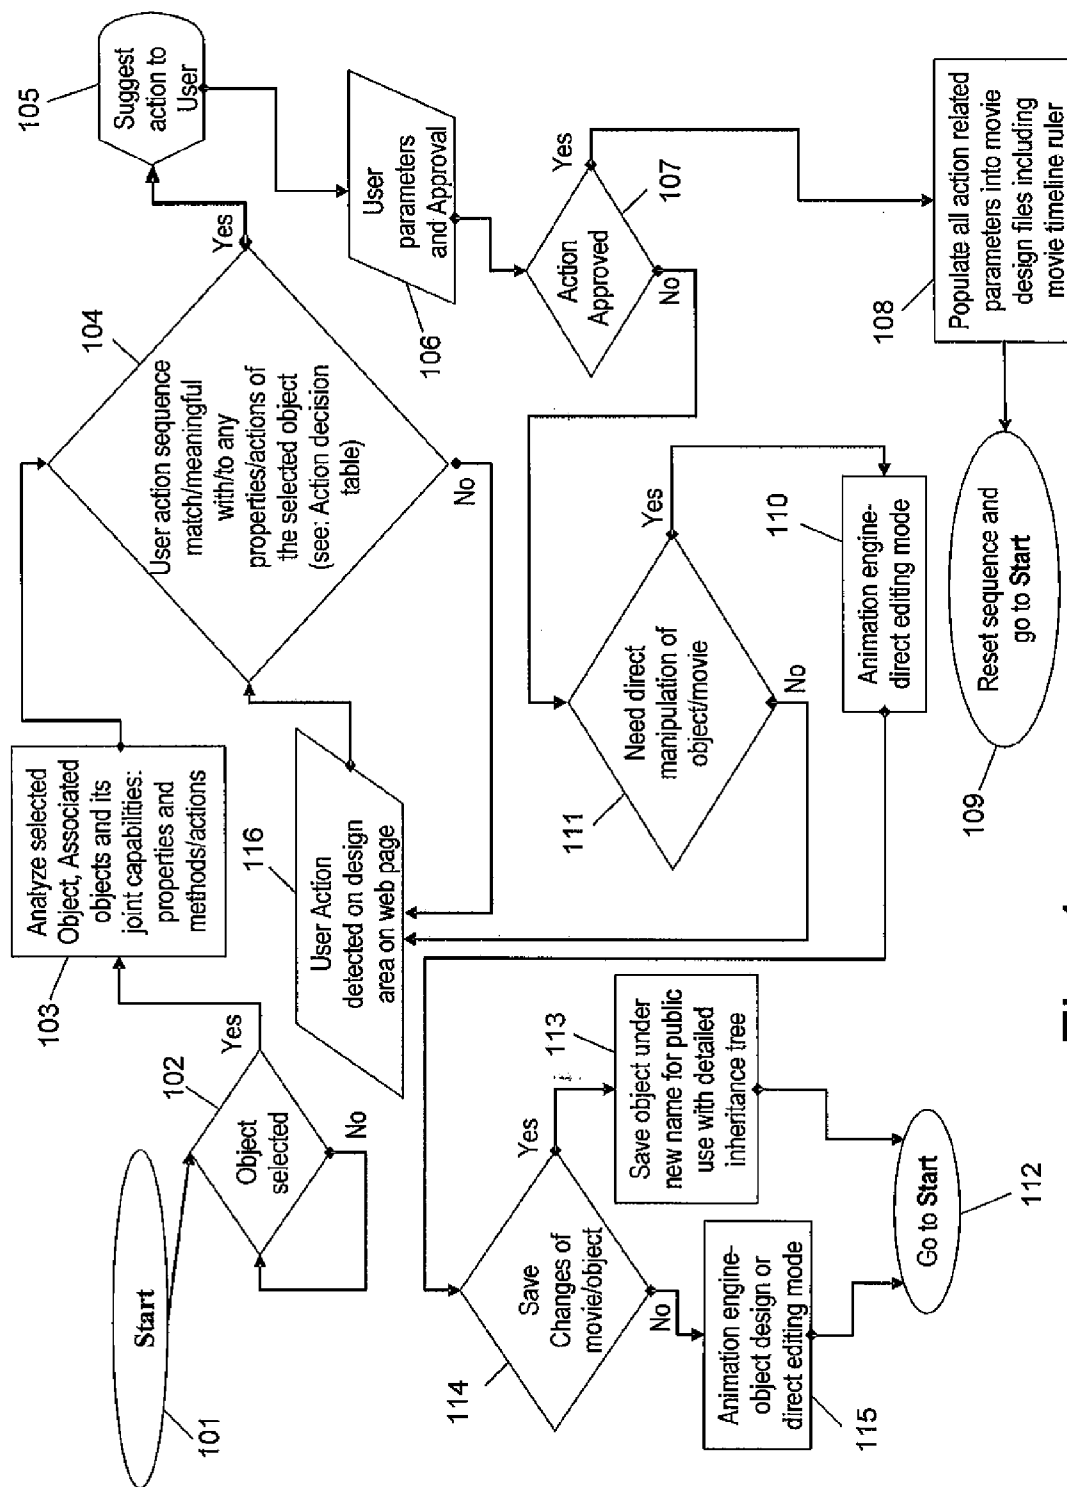 Start
101
Object
selected
102
Yes
No
Analyze selected
Object, Associated
objects and its
joint capabilities:
properties and
methods/actions
103
User action sequence
match/meaningful
with/to any
properties/actions of
the selected object
(see: Action decision
table)
104
Yes
No
Suggest
action to
User
105
User Action
detected on design
area on web page
116
User
parameters
and Approval
106
Action
Approved
107
Yes
No
Populate all action related
parameters into movie
design files including
movie timeline ruler
108
Reset sequence and
go to Start
109
Need direct
manipulation of
object/movie
111
Yes
No
Animation engine-
direct editing mode
110
Save
Changes of
movie/object
114
Yes
No
Save object under
new name for public
use with detailed
inheritance tree
113
Animation engine-
object design or
direct editing mode
115
Go to Start
112